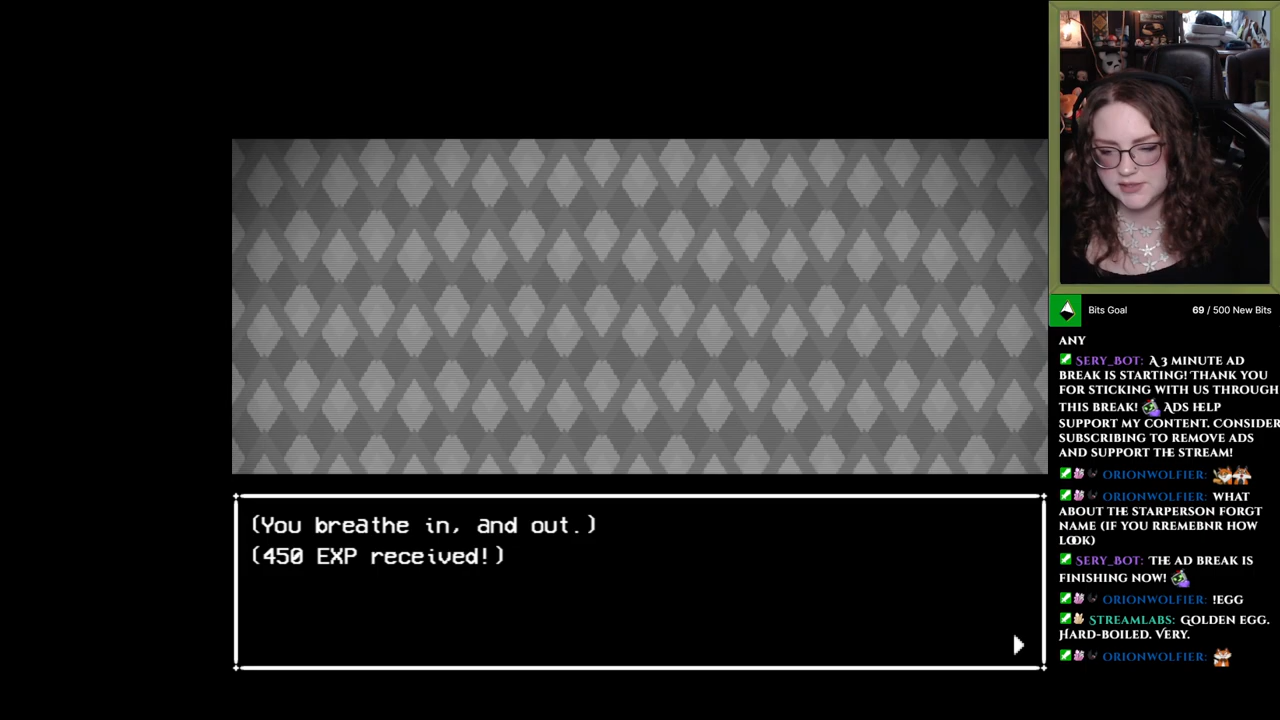 (You breathe in, and out.)
(450 EXP received!)
Bits Goal
69 / 500 New Bits
ANY
SERY_BOT: A 3 MINUTE AD
BREAK IS STARTING! THANK YOU
FOR STICKING WITH US THROUGH
THIS BREAK! ADS HELP
SUPPORT MY CONTENT. CONSIDER
SUBSCRIBING TO REMOVE ADS
AND SUPPORT THE STREAM!
ORIONWOLFIER:
ORIONWOLFIER: WHAT
ABOUT THE STARPERSON FORGT
NAME (IF YOU RREMEBNR HOW
LOOK)
SERY_BOT: THE AD BREAK IS
FINISHING NOW!
ORIONWOLFIER: !EGG
STREAMLABS: GOLDEN EGG.
HARD-BOILED. VERY.
ORIONWOLFIER: